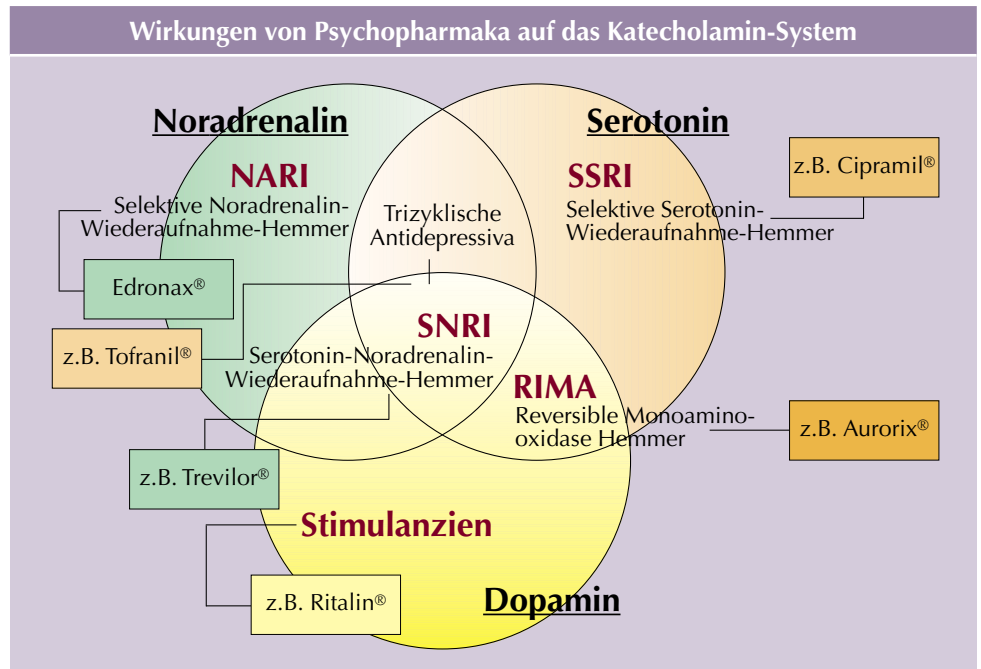 Wirkungen von Psychopharmaka auf das Katecholamin-System
Noradrenalin
Serotonin
NARI
Selektive Noradrenalin-
Wiederaufnahme-Hemmer
Trizyklische
Antidepressiva
SSRI
Selektive Serotonin-
Wiederaufnahme-Hemmer
z.B. Cipramil®
Edronax®
z.B. Tofranil®
SNRI
Serotonin-Noradrenalin-
Wiederaufnahme-Hemmer
RIMA
Reversible Monoamino-
oxidase Hemmer
z.B. Aurorix®
z.B. Trevilor®
Stimulanzien
z.B. Ritalin®
Dopamin